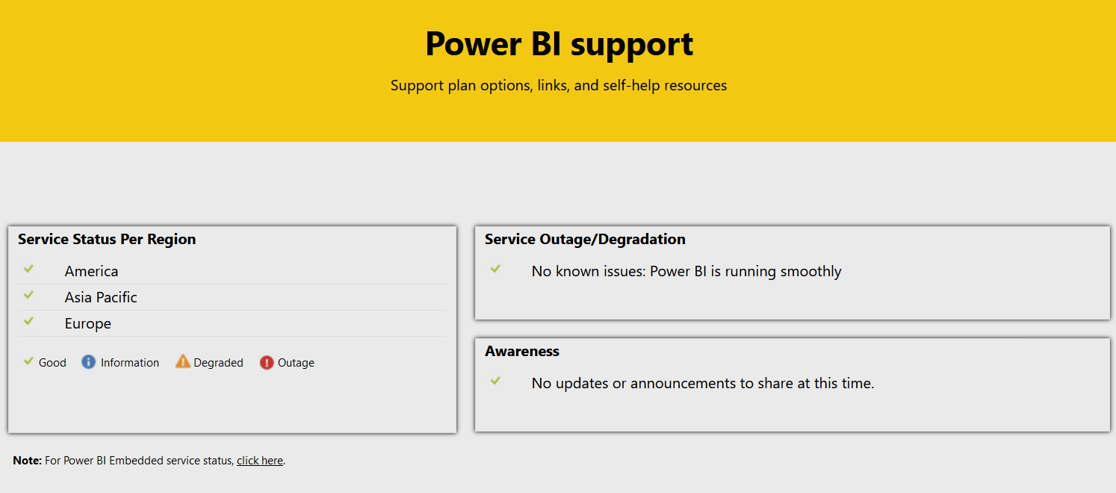 Power BI support
Support plan options, links, and self-help resources
Service Status Per Region
America
Asia Pacific
Europe
Good Information Degraded Outage
Service Outage/Degradation
No known issues: Power BI is running smoothly
Awareness
No updates or announcements to share at this time.
Note: For Power BI Embedded service status, click here.